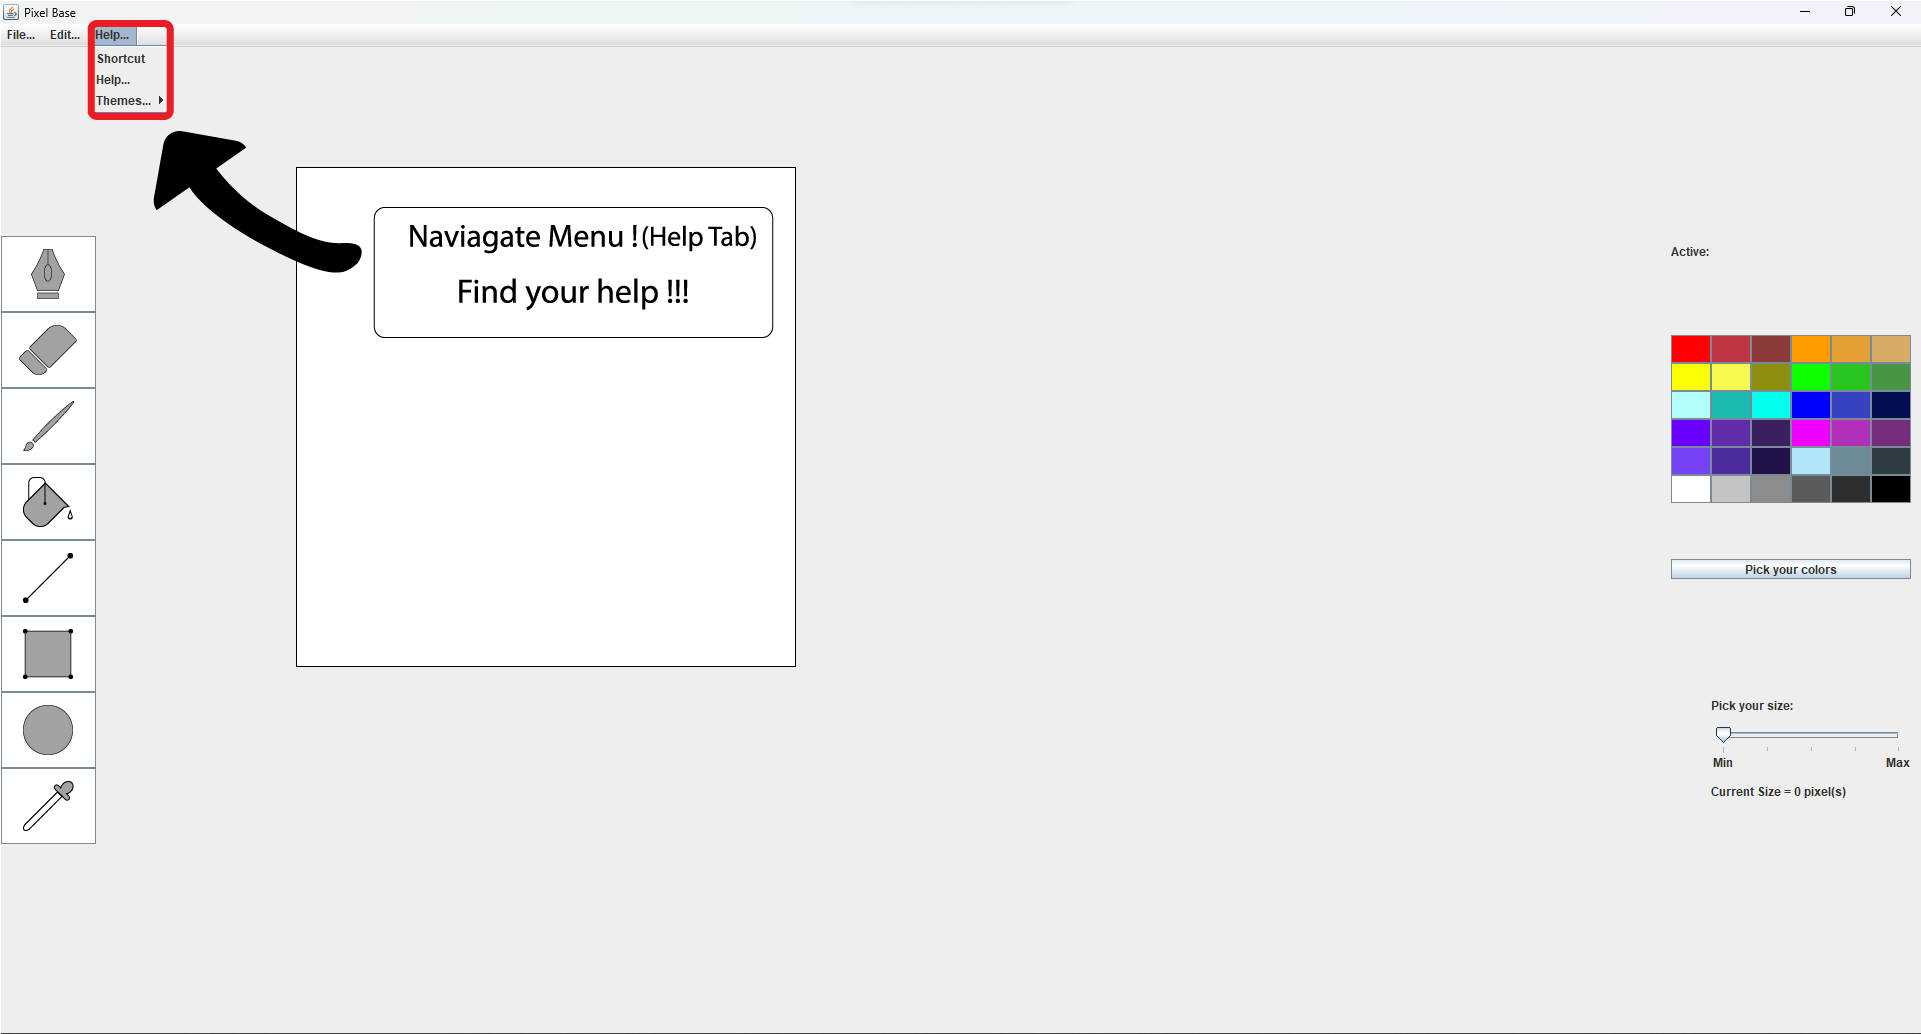 Pixel Base
File... Edit... Help...
Shortcut
Help...
Themes...
Naviagate Menu !(Help Tab)
Find your help !!!
Active:
Pick your colors
Pick your size:
Min Max
Current Size = 0 pixel(s)